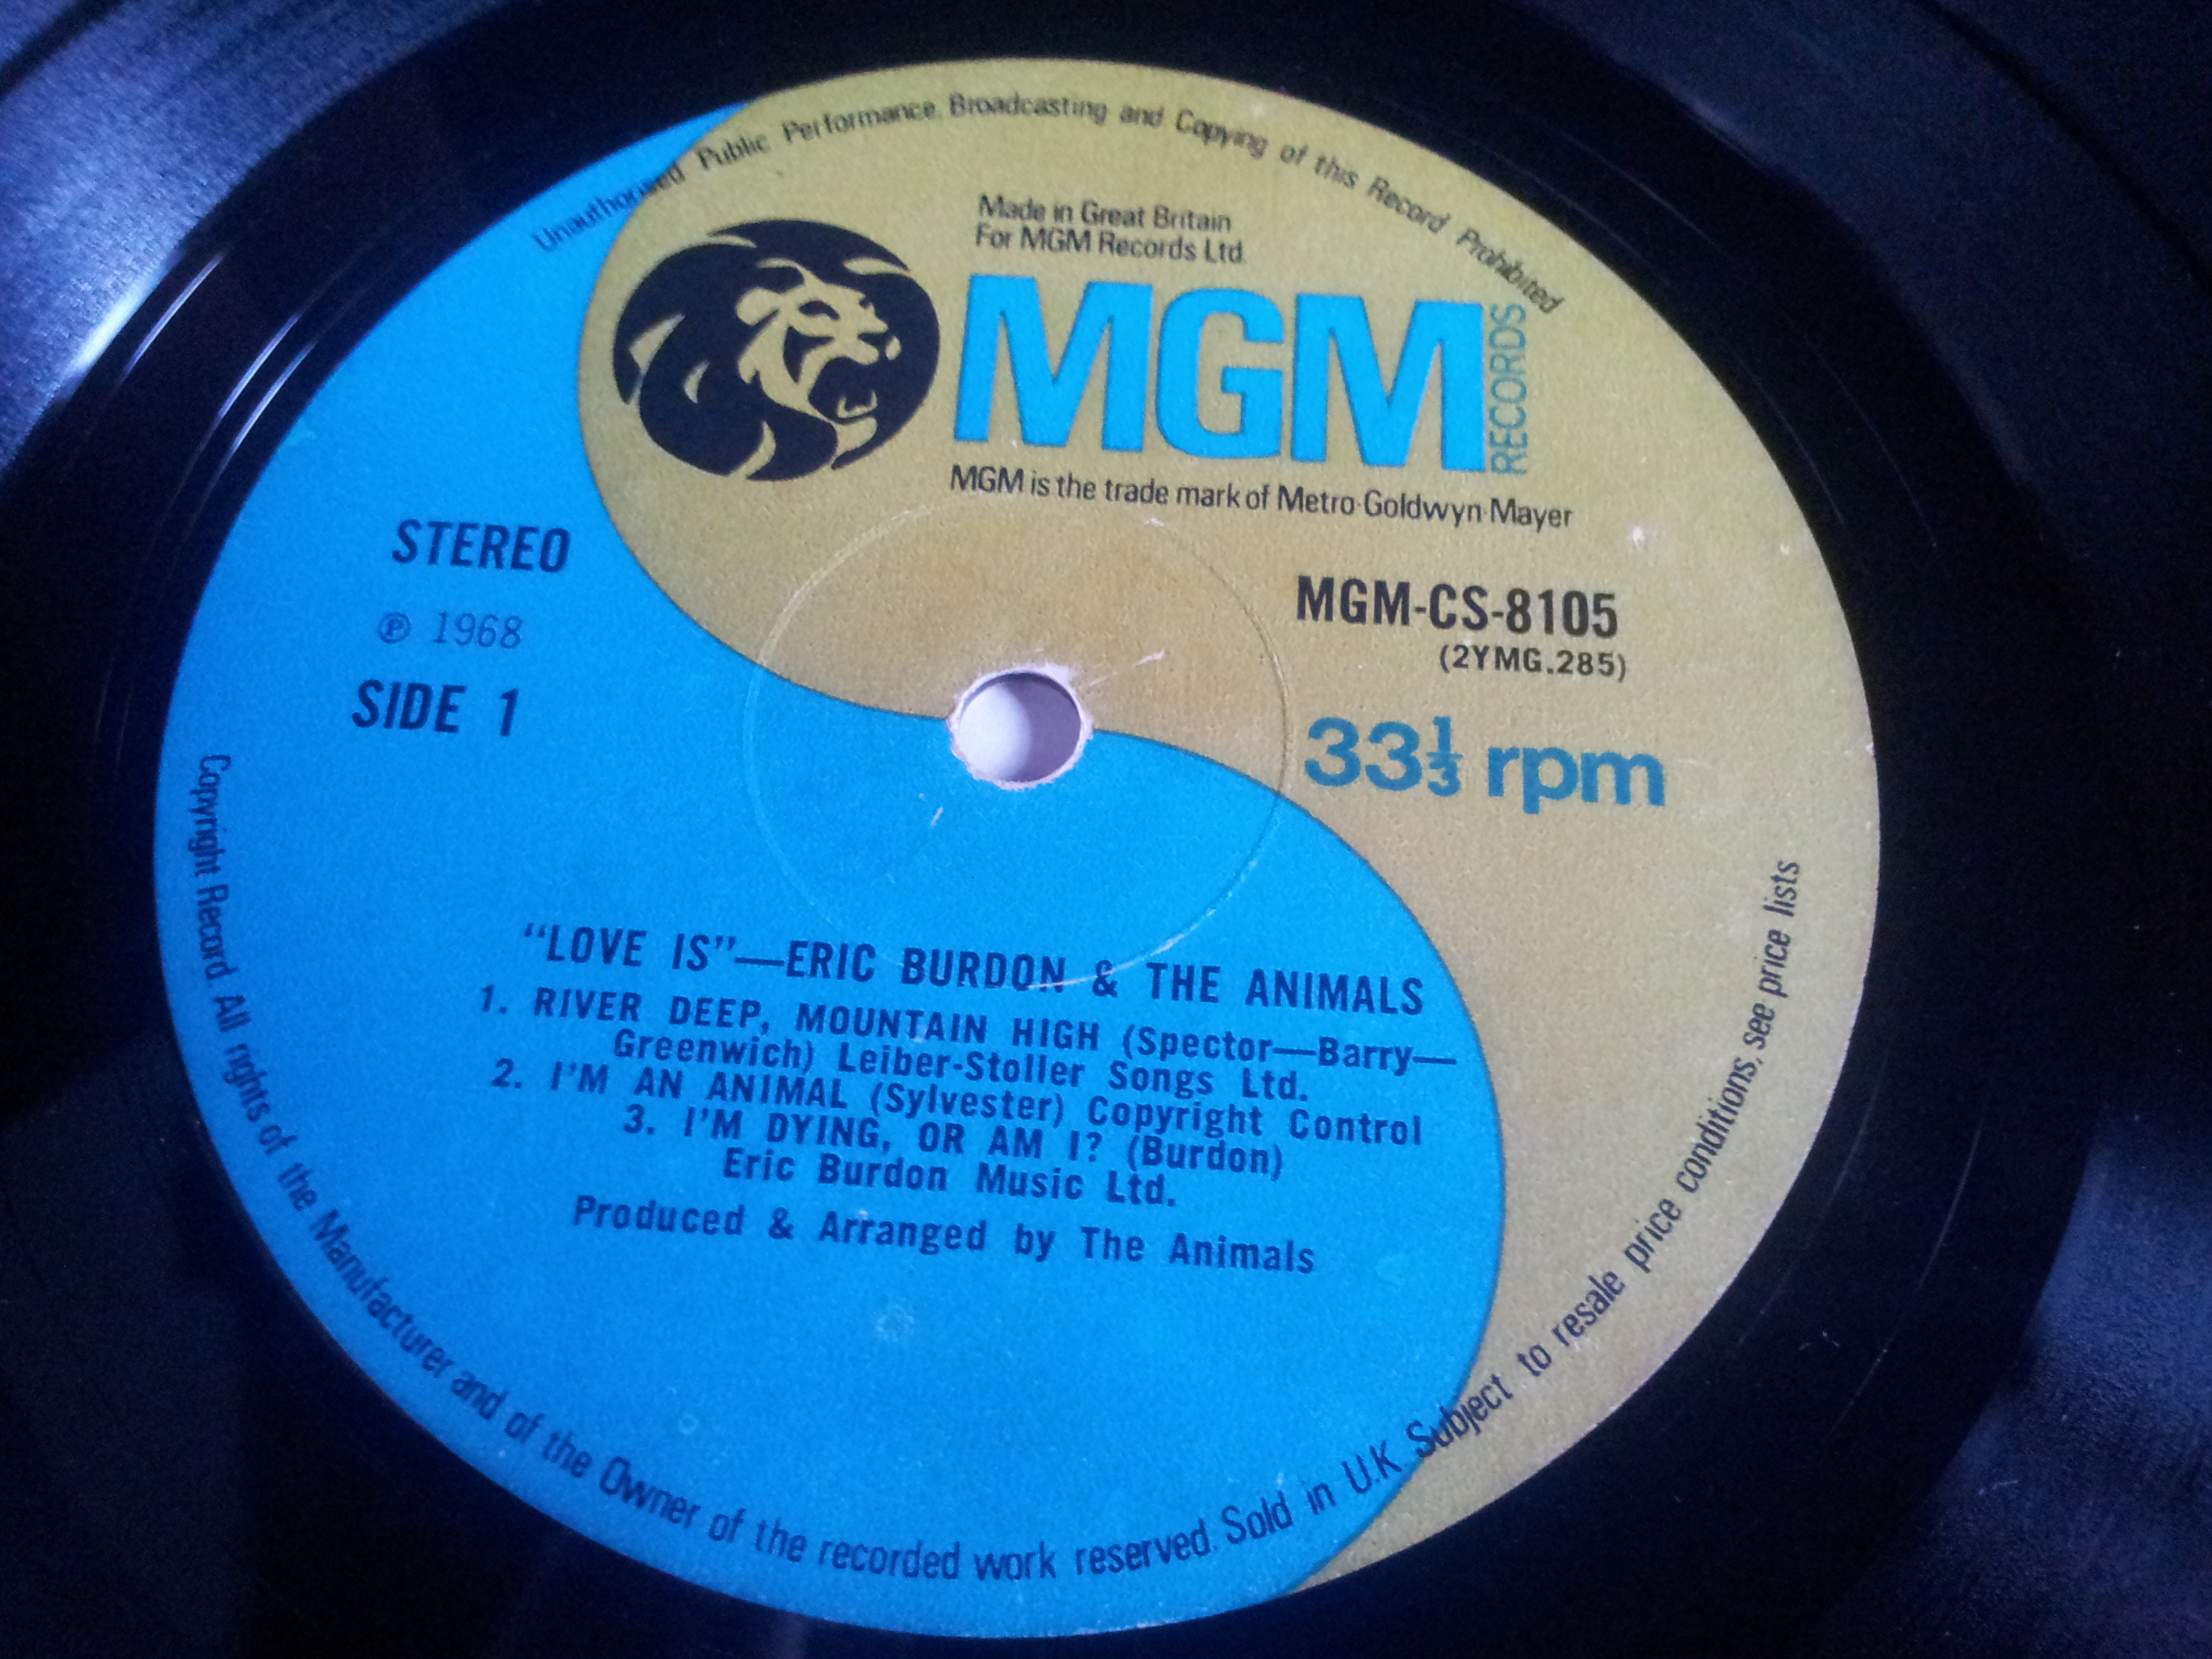 Unauthorised Public Performance, Broadcasting and Copying of this Record Prohibited
Made in Great Britain
For MGM Records Ltd.
MGM
RECORDS
MGM is the trade mark of Metro-Goldwyn-Mayer
STEREO
℗ 1968
SIDE 1
MGM-CS-8105
(2YMG.285)
33⅓ rpm
“LOVE IS”—ERIC BURDON & THE ANIMALS
1. RIVER DEEP, MOUNTAIN HIGH (Spector—Barry—
Greenwich) Leiber-Stoller Songs Ltd.
2. I’M AN ANIMAL (Sylvester) Copyright Control
3. I’M DYING, OR AM I? (Burdon)
Eric Burdon Music Ltd.
Produced & Arranged by The Animals
Copyright Record. All rights of the Manufacturer and of the Owner of the recorded work reserved. Sold in U.K. Subject to resale price conditions, see price lists